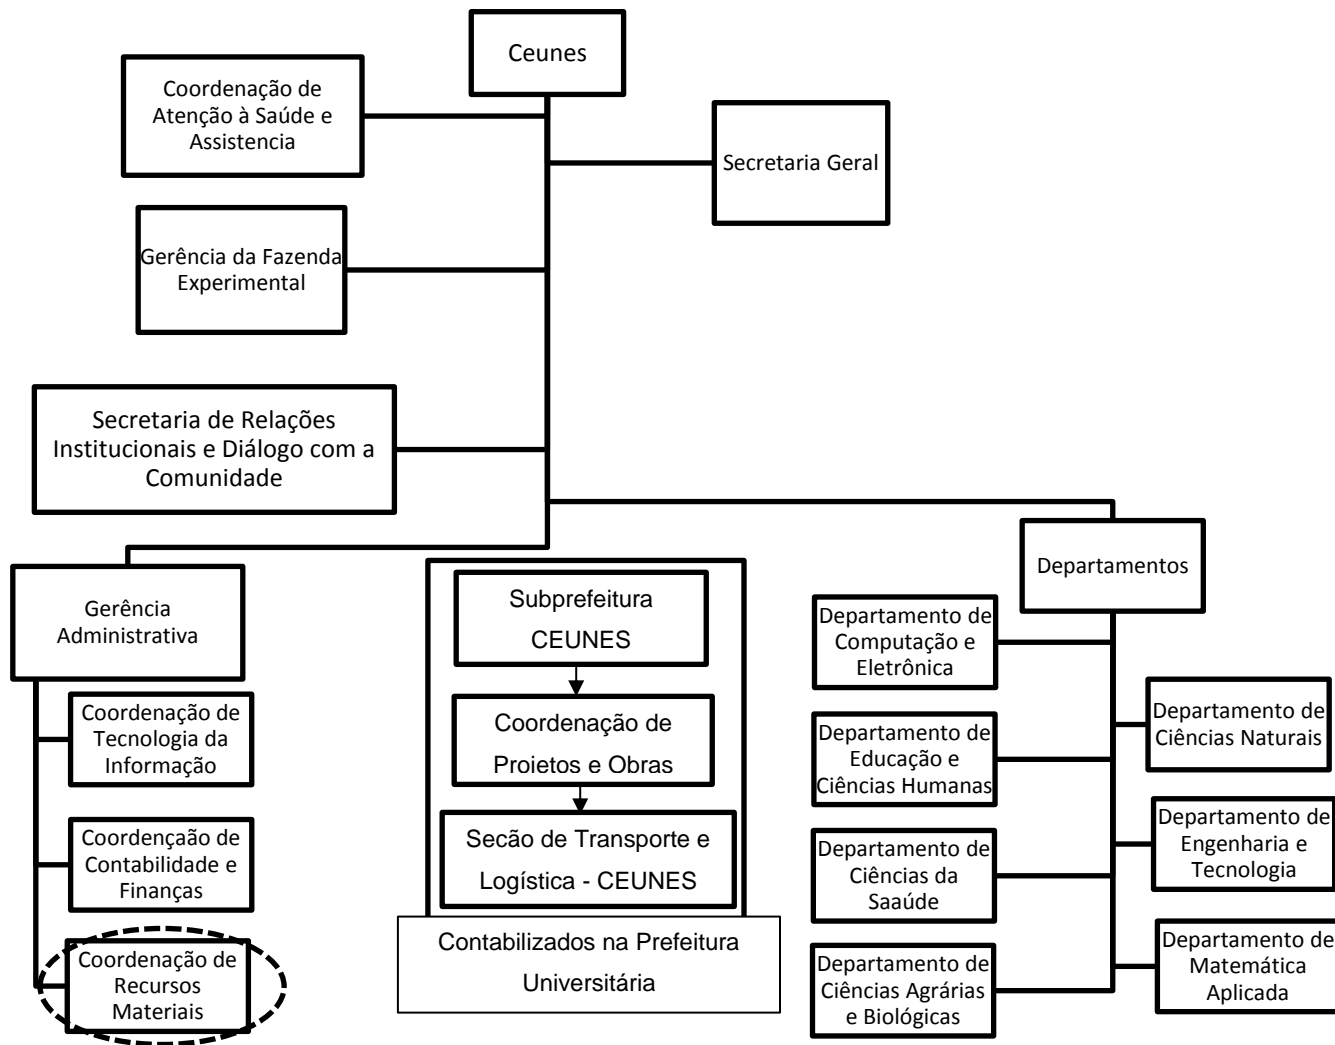 Ceunes
Coordenação de
Atenção à Saúde e
Assistencia
Secretaria Geral
Gerência da Fazenda
Experimental
Secretaria de Relações
Institucionais e Diálogo com a
Comunidade
Gerência
Administrativa
Coordenação de
Tecnologia da
Informação
Coordençaão de
Contabilidade e
Finanças
Coordenação de
Recursos
Materiais
Subprefeitura
CEUNES
Coordenação de
Proietos e Obras
Secão de Transporte e
Logística - CEUNES
Contabilizados na Prefeitura
Universitária
Departamentos
Departamento de
Computação e
Eletrônica
Departamento de
Ciências Naturais
Departamento de
Educação e
Ciências Humanas
Departamento de
Engenharia e
Tecnologia
Departamento de
Ciências da
Saaúde
Departamento de
Matemática
Aplicada
Departamento de
Ciências Agrárias
e Biológicas